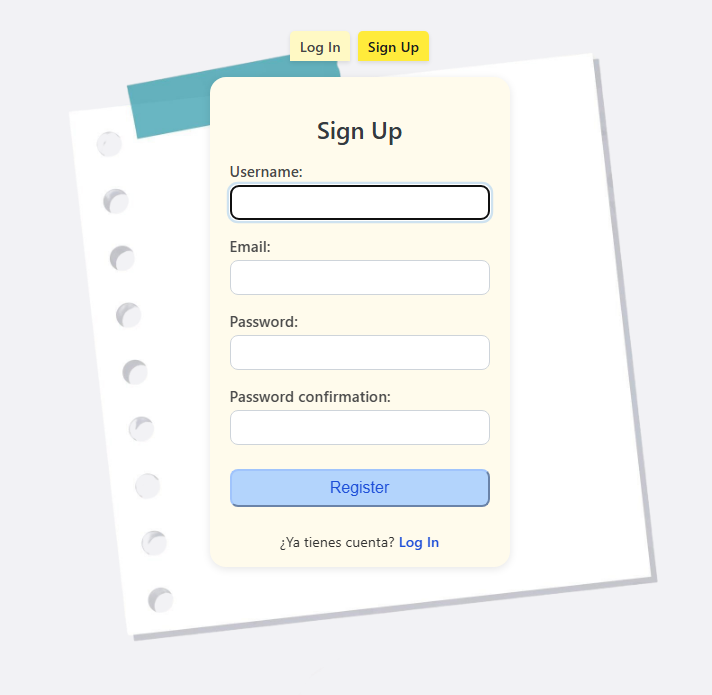 Log In Sign Up
Sign Up
Username:
Email:
Password:
Password confirmation:
Register
¿Ya tienes cuenta? Log In